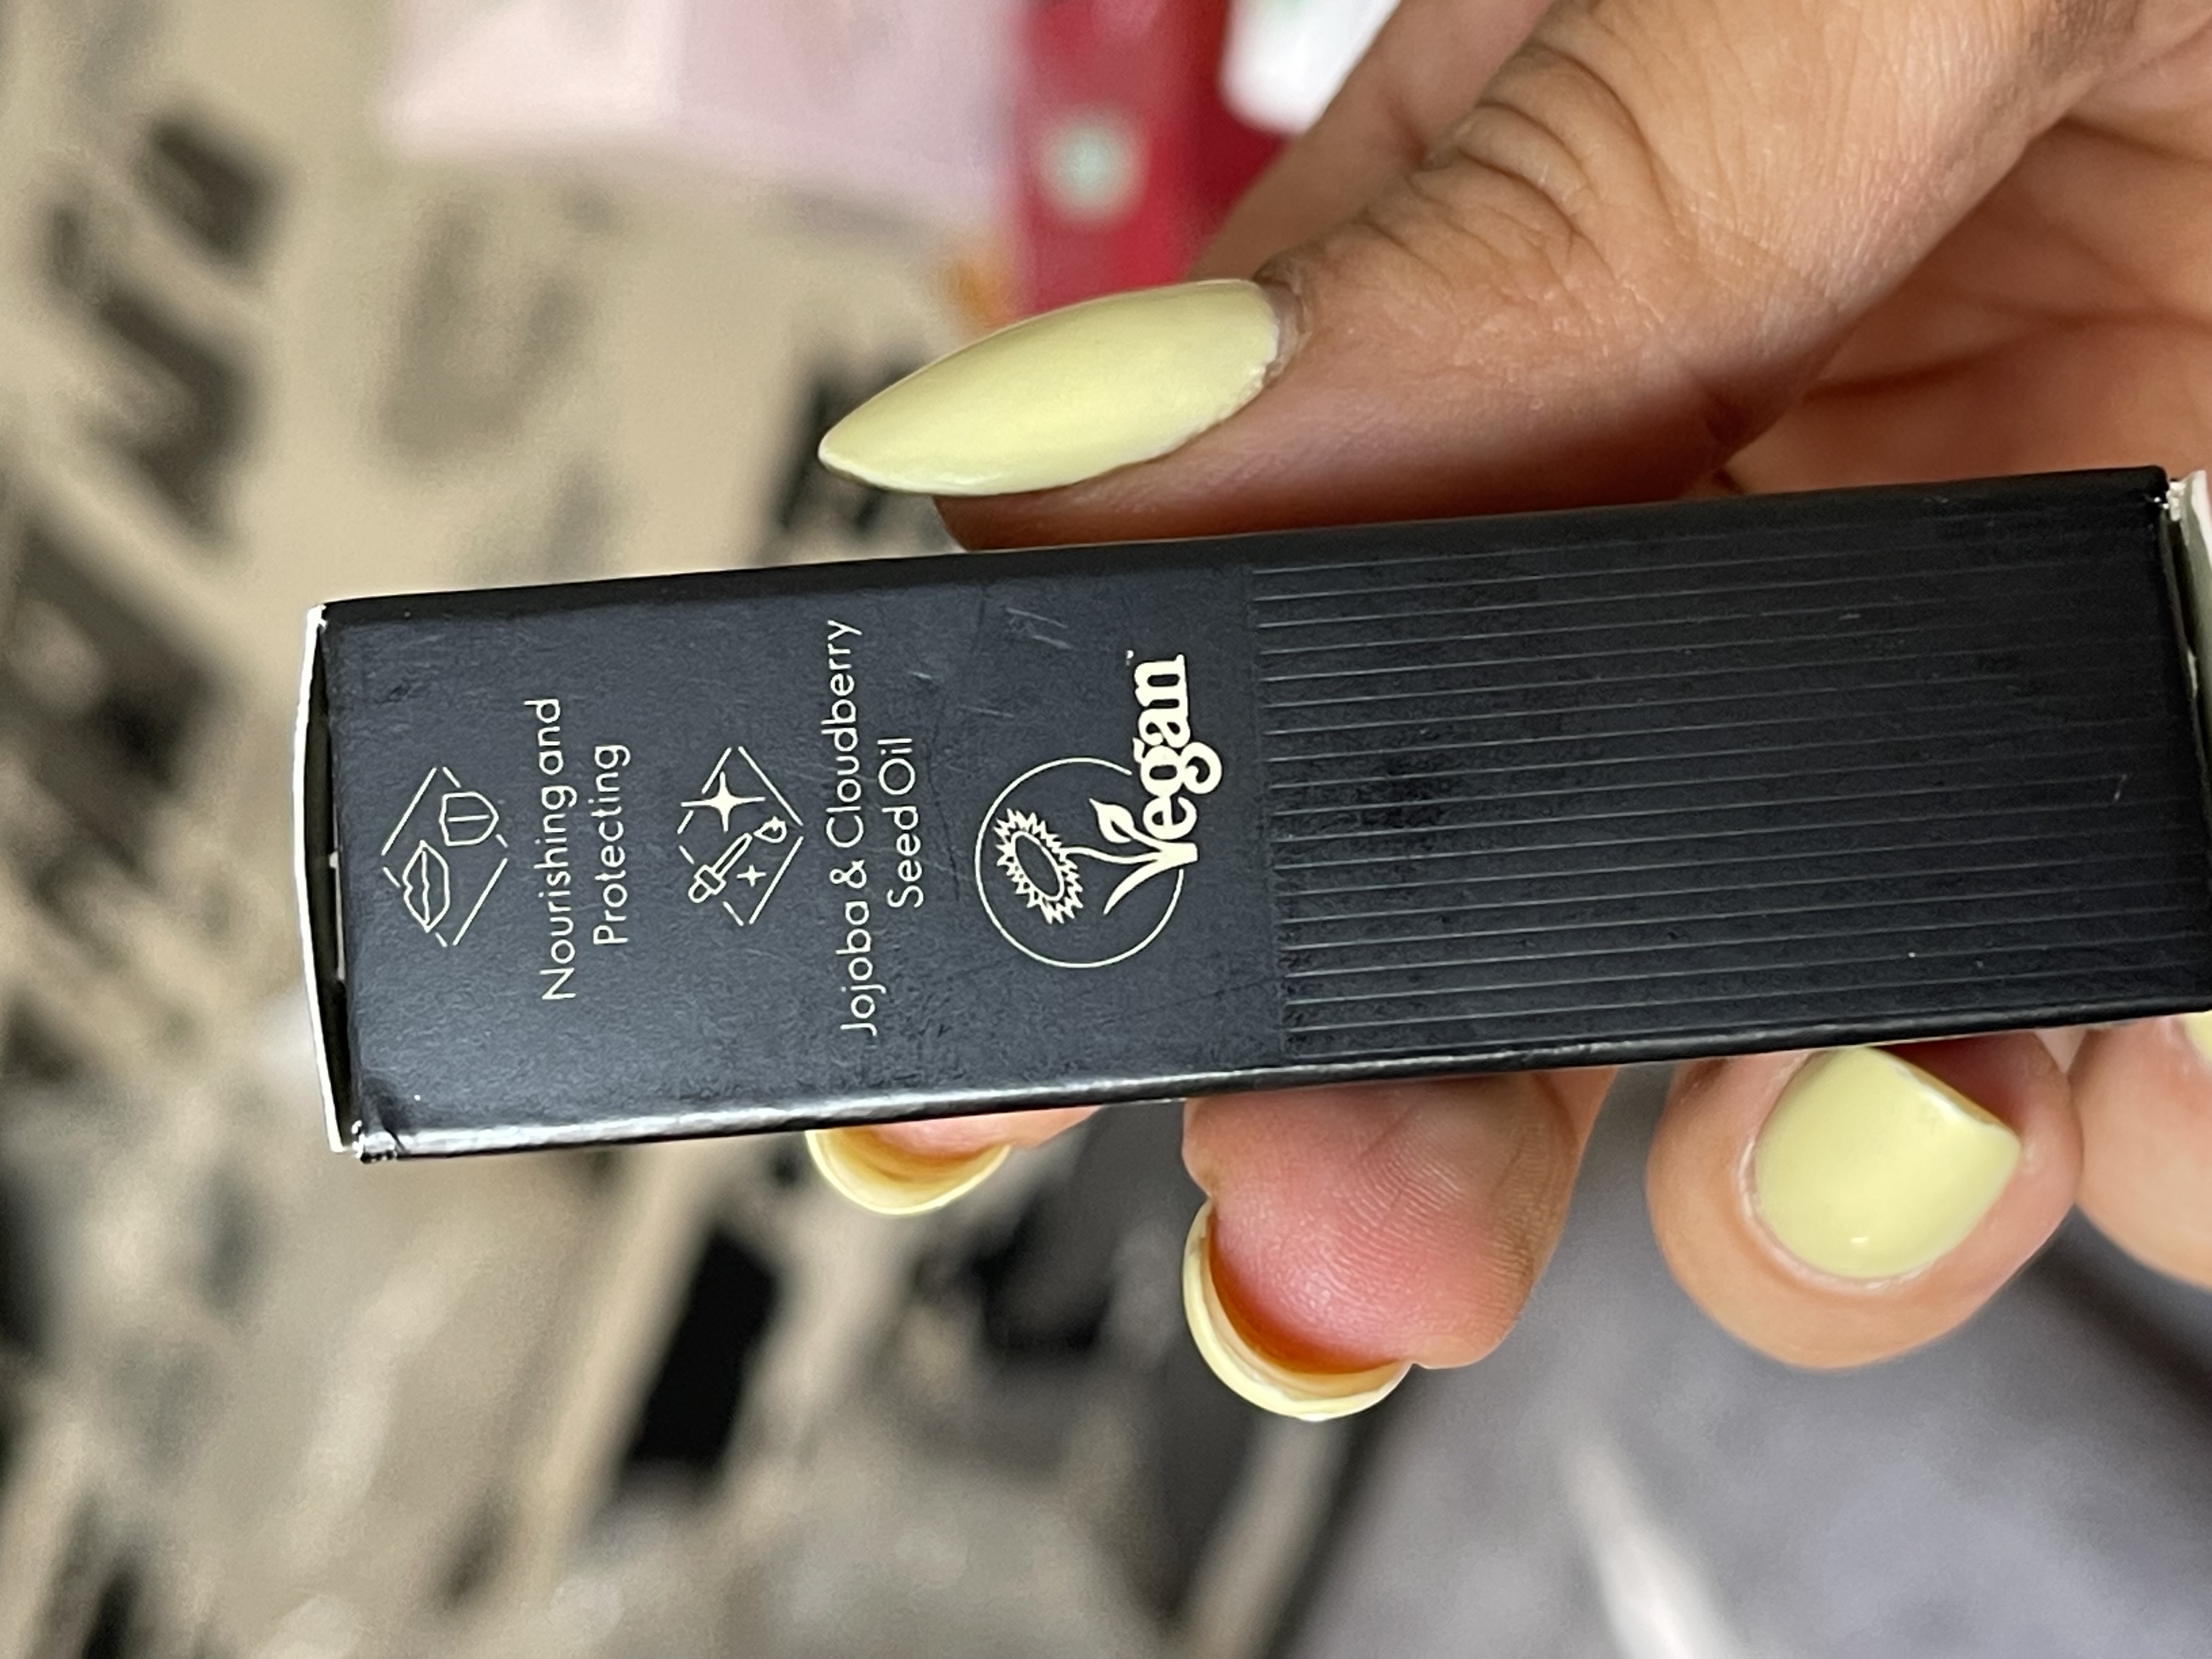 Nourishing and
Protecting
Jojoba & Cloudberry
Seed Oil
Vegan